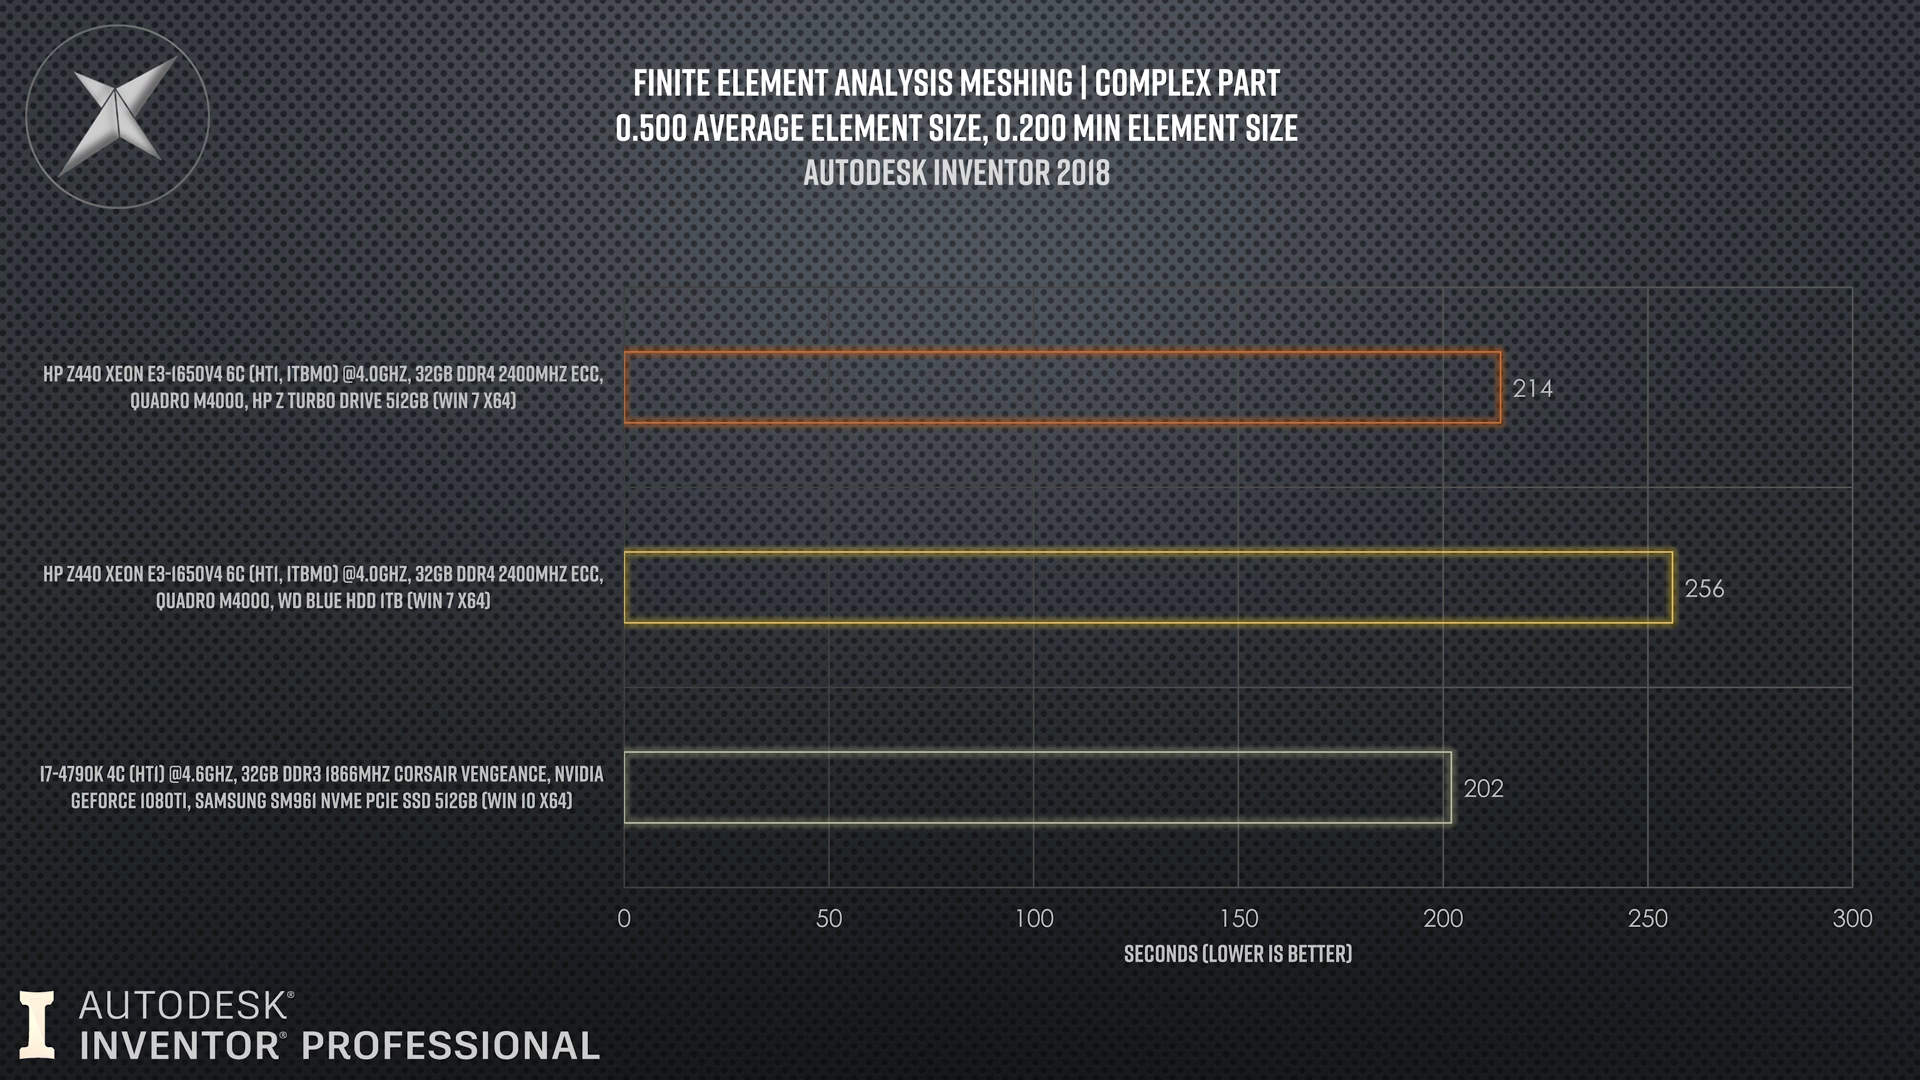 FINITE ELEMENT ANALYSIS MESHING | COMPLEX PART
0.500 AVERAGE ELEMENT SIZE, 0.200 MIN ELEMENT SIZE
AUTODESK INVENTOR 2018
HP Z440 XEON E3-1650V4 6C (HT1, ITBM0) @4.0GHZ, 32GB DDR4 2400MHZ ECC,
QUADRO M4000, HP Z TURBO DRIVE 512GB (WIN 7 X64)
214
HP Z440 XEON E3-1650V4 6C (HT1, ITBM0) @4.0GHZ, 32GB DDR4 2400MHZ ECC,
QUADRO M4000, WD BLUE HDD 1TB (WIN 7 X64)
256
I7-4790K 4C (HT1) @4.6GHZ, 32GB DDR3 1866MHZ CORSAIR VENGEANCE, NVIDIA
GEFORCE 1080TI, SAMSUNG SM961 NVME PCIE SSD 512GB (WIN 10 X64)
202
0 50 100 150 200 250 300
SECONDS (LOWER IS BETTER)
I
AUTODESK®
INVENTOR® PROFESSIONAL